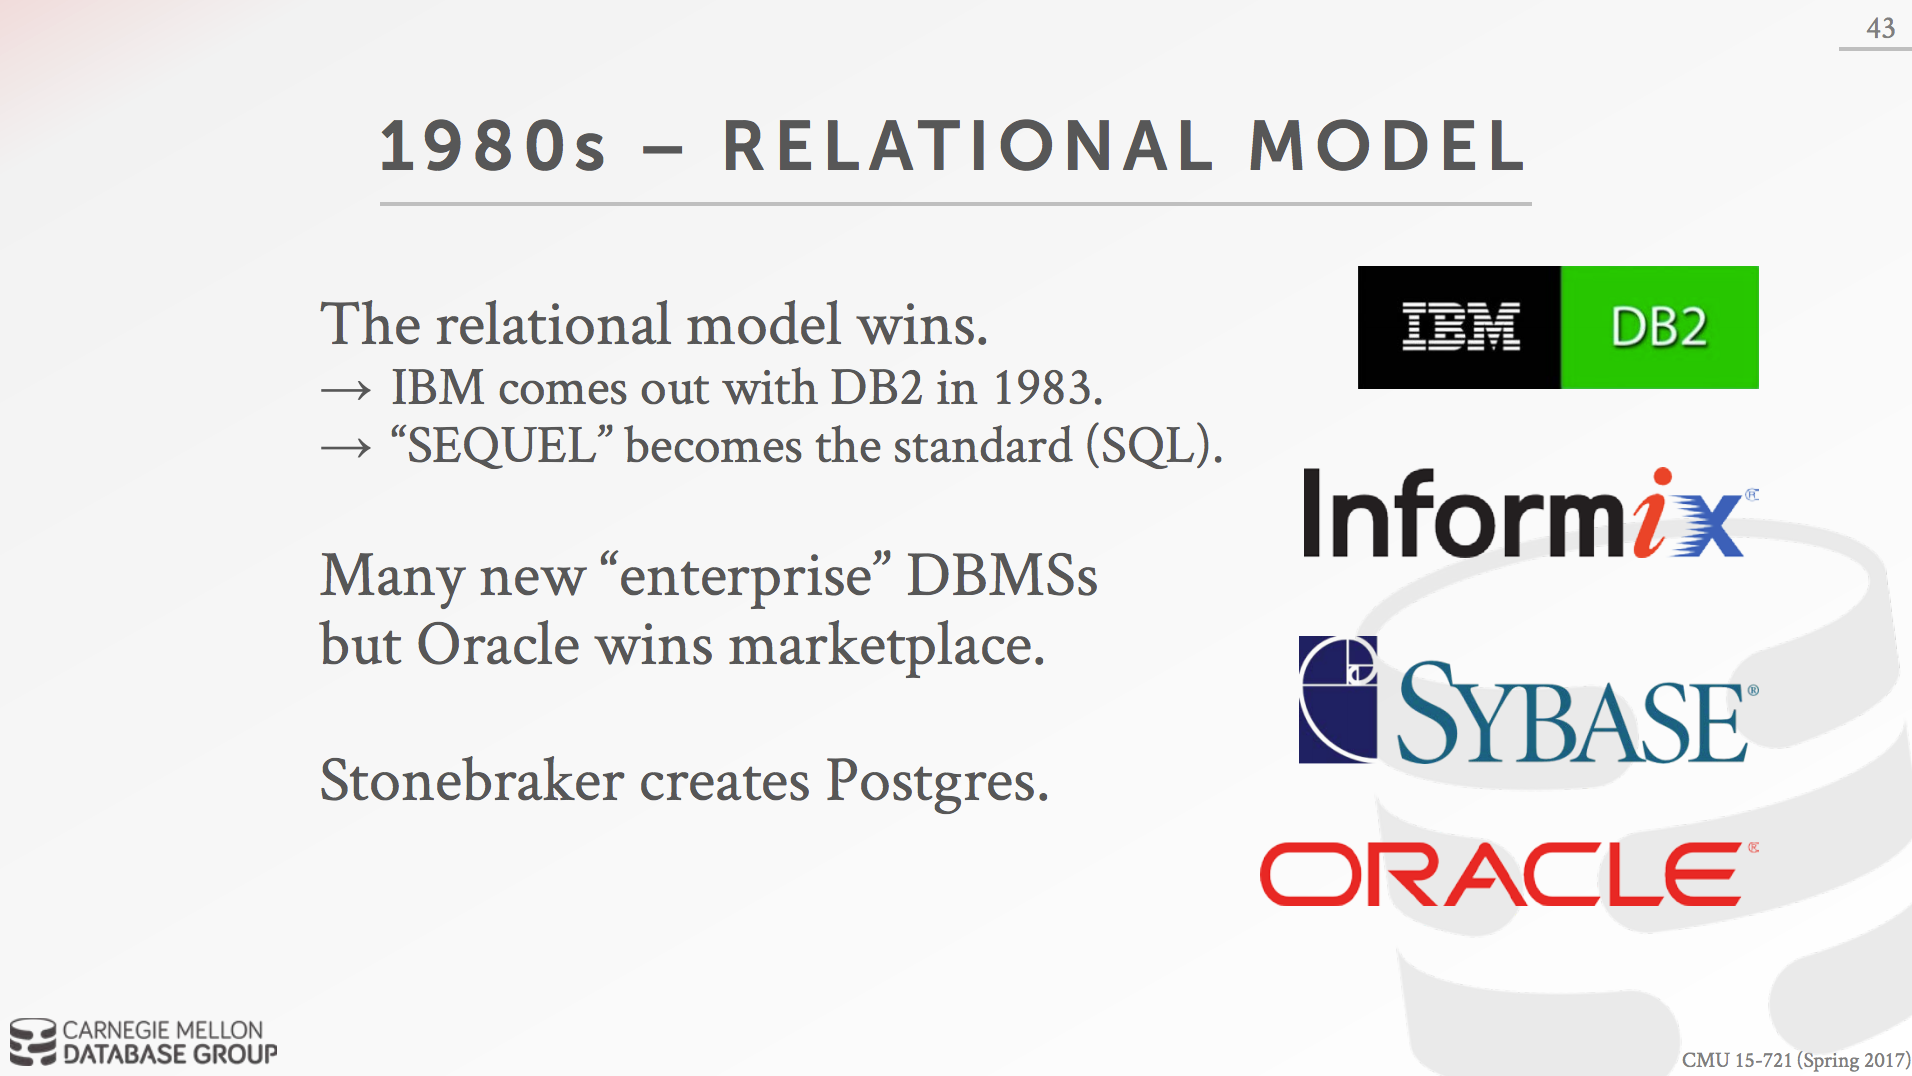 43
1980s – RELATIONAL MODEL
The relational model wins.
→ IBM comes out with DB2 in 1983.
→ “SEQUEL” becomes the standard (SQL).
Many new “enterprise” DBMSs
but Oracle wins marketplace.
Stonebraker creates Postgres.
IBM DB2
Informix®
SYBASE®
ORACLE®
CARNEGIE MELLON
DATABASE GROUP
CMU 15-721 (Spring 2017)